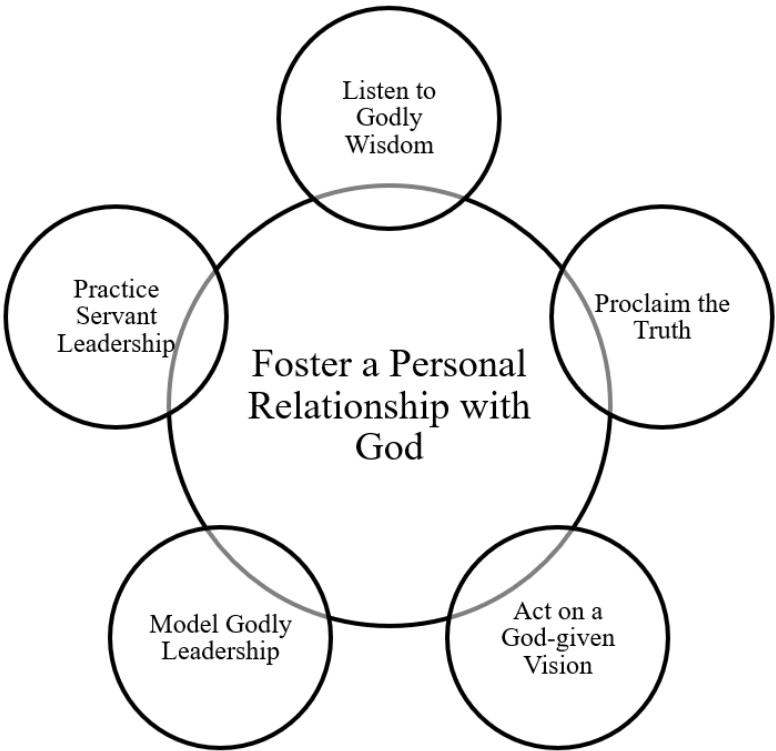 Listen to
Godly
Wisdom
Practice
Servant
Leadership
Proclaim the
Truth
Foster a Personal
Relationship with
God
Model Godly
Leadership
Act on a
God-given
Vision